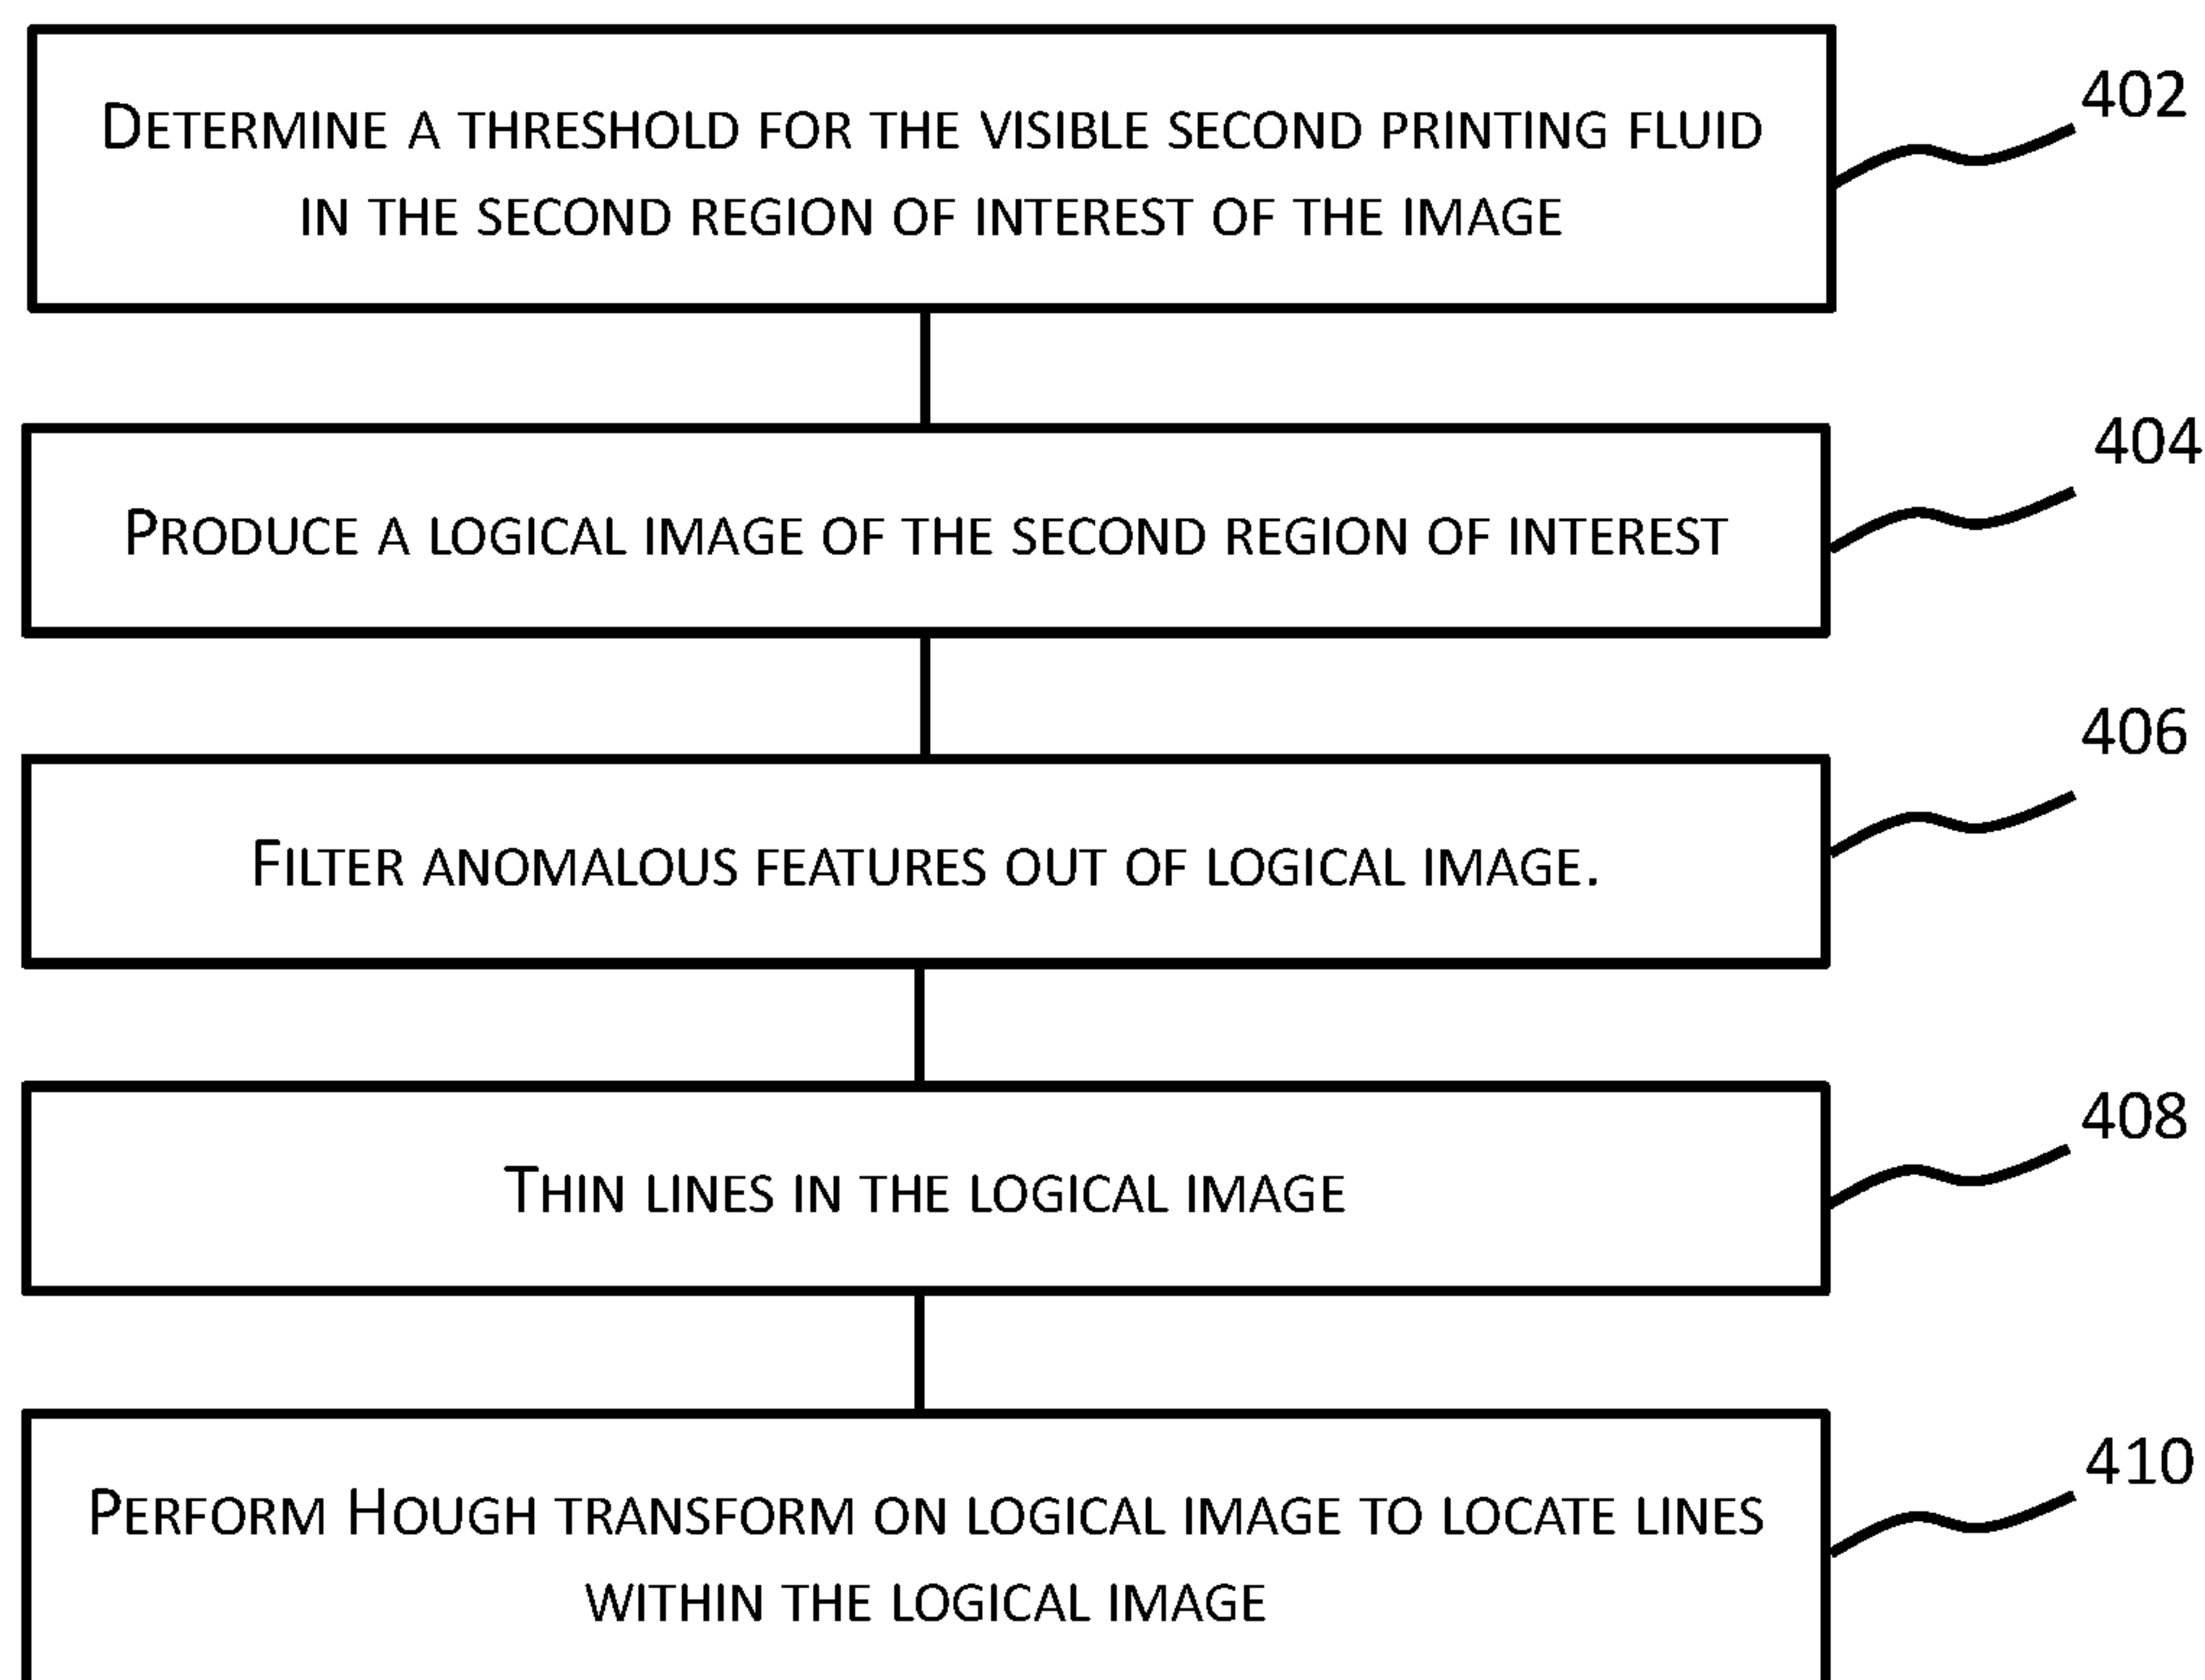 DETERMINE A THRESHOLD FOR THE VISIBLE SECOND PRINTING FLUID
IN THE SECOND REGION OF INTEREST OF THE IMAGE
402
PRODUCE A LOGICAL IMAGE OF THE SECOND REGION OF INTEREST
404
FILTER ANOMALOUS FEATURES OUT OF LOGICAL IMAGE.
406
THIN LINES IN THE LOGICAL IMAGE
408
PERFORM HOUGH TRANSFORM ON LOGICAL IMAGE TO LOCATE LINES
WITHIN THE LOGICAL IMAGE
410